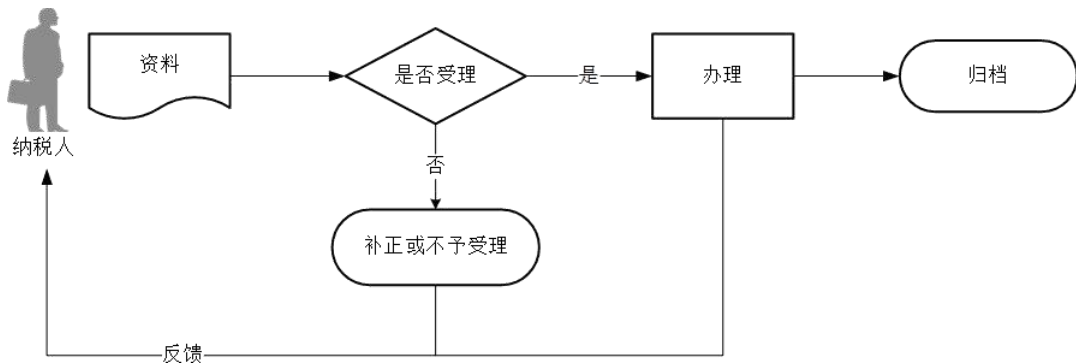 资料
是否受理
是
办理
归档
纳税人
否
补正或不予受理
反馈